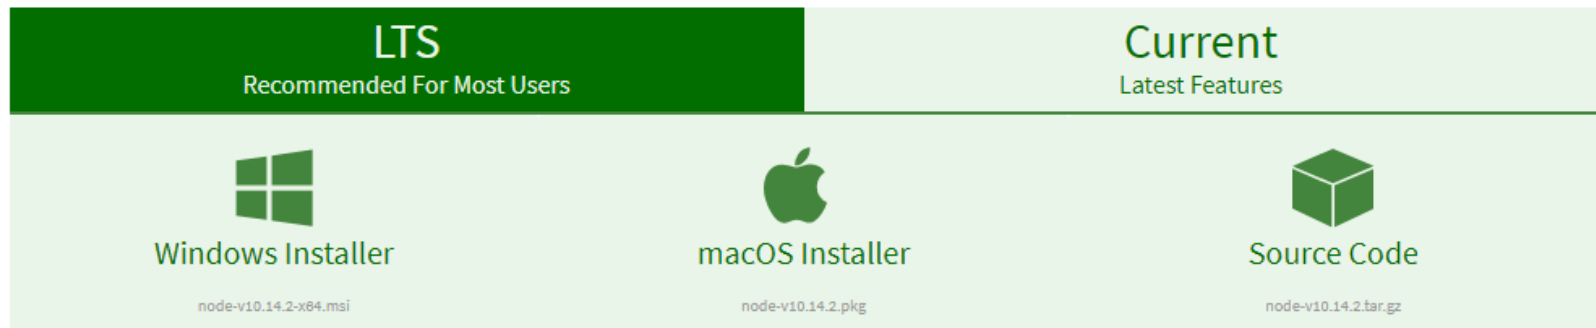 LTS
Recommended For Most Users
Current
Latest Features
Windows Installer
node-v10.14.2-x64.msi
macOS Installer
node-v10.14.2.pkg
Source Code
node-v10.14.2.tar.gz